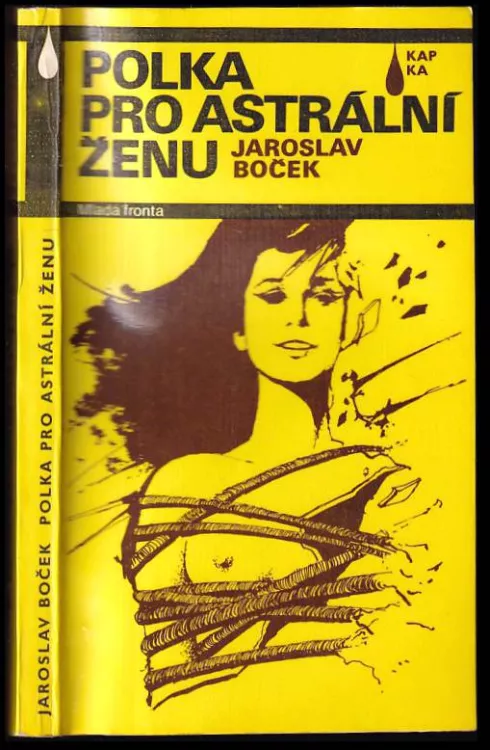 POLKA
PRO ASTRÁLNÍ
ŽENU
JAROSLAV
BOČEK
KAP
KA
Mladá fronta
JAROSLAV BOČEK POLKA PRO ASTRÁLNÍ ŽENU